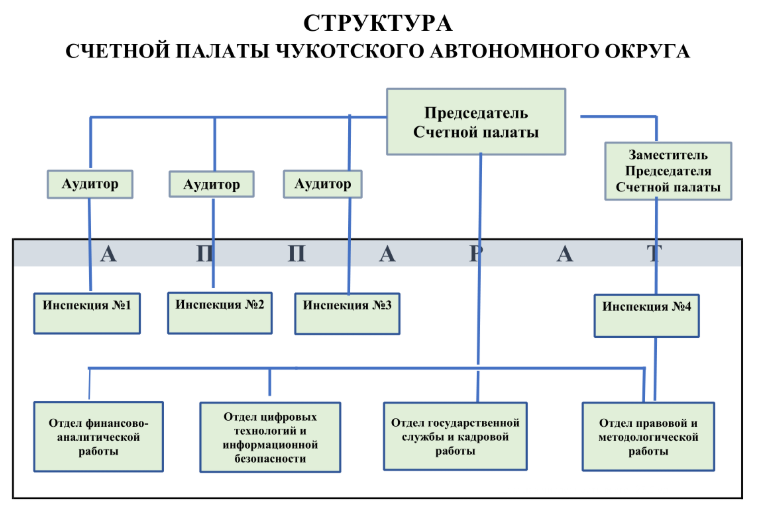 СТРУКТУРА
СЧЕТНОЙ ПАЛАТЫ ЧУКОТСКОГО АВТОНОМНОГО ОКРУГА
Председатель
Счетной палаты
Аудитор
Аудитор
Аудитор
Заместитель
Председателя
Счетной палаты
А П П А Р А Т
Инспекция №1
Инспекция №2
Инспекция №3
Инспекция №4
Отдел финансово-
аналитической
работы
Отдел цифровых
технологий и
информационной
безопасности
Отдел государственной
службы и кадровой
работы
Отдел правовой и
методологической
работы